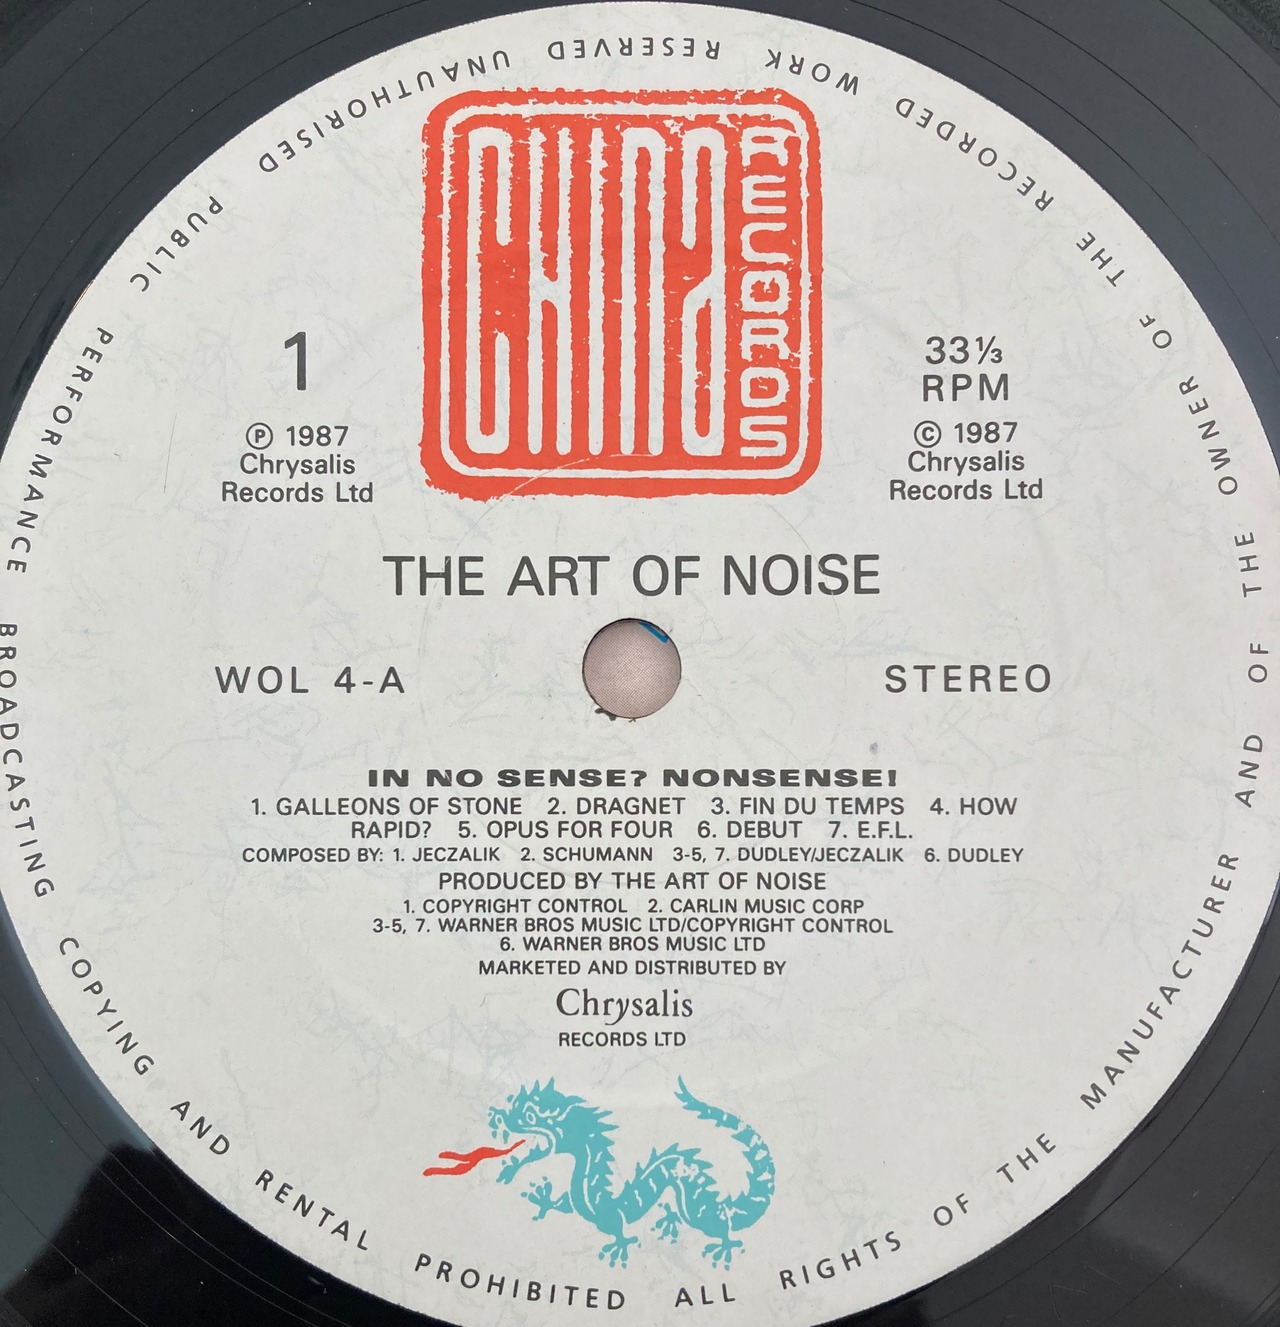 CHINA
RECORDS
1
Ⓟ 1987
Chrysalis
Records Ltd
33⅓
RPM
© 1987
Chrysalis
Records Ltd
THE ART OF NOISE
WOL 4-A
STEREO
IN NO SENSE? NONSENSE!
1. GALLEONS OF STONE 2. DRAGNET 3. FIN DU TEMPS 4. HOW
RAPID? 5. OPUS FOR FOUR 6. DEBUT 7. E.F.L.
COMPOSED BY: 1. JECZALIK 2. SCHUMANN 3-5, 7. DUDLEY/JECZALIK 6. DUDLEY
PRODUCED BY THE ART OF NOISE
1. COPYRIGHT CONTROL 2. CARLIN MUSIC CORP
3-5, 7. WARNER BROS MUSIC LTD/COPYRIGHT CONTROL
6. WARNER BROS MUSIC LTD
MARKETED AND DISTRIBUTED BY
Chrysalis
RECORDS LTD
ALL RIGHTS OF THE MANUFACTURER AND OF THE OWNER OF THE RECORDED WORK RESERVED UNAUTHORISED PUBLIC PERFORMANCE BROADCASTING COPYING AND RENTAL PROHIBITED